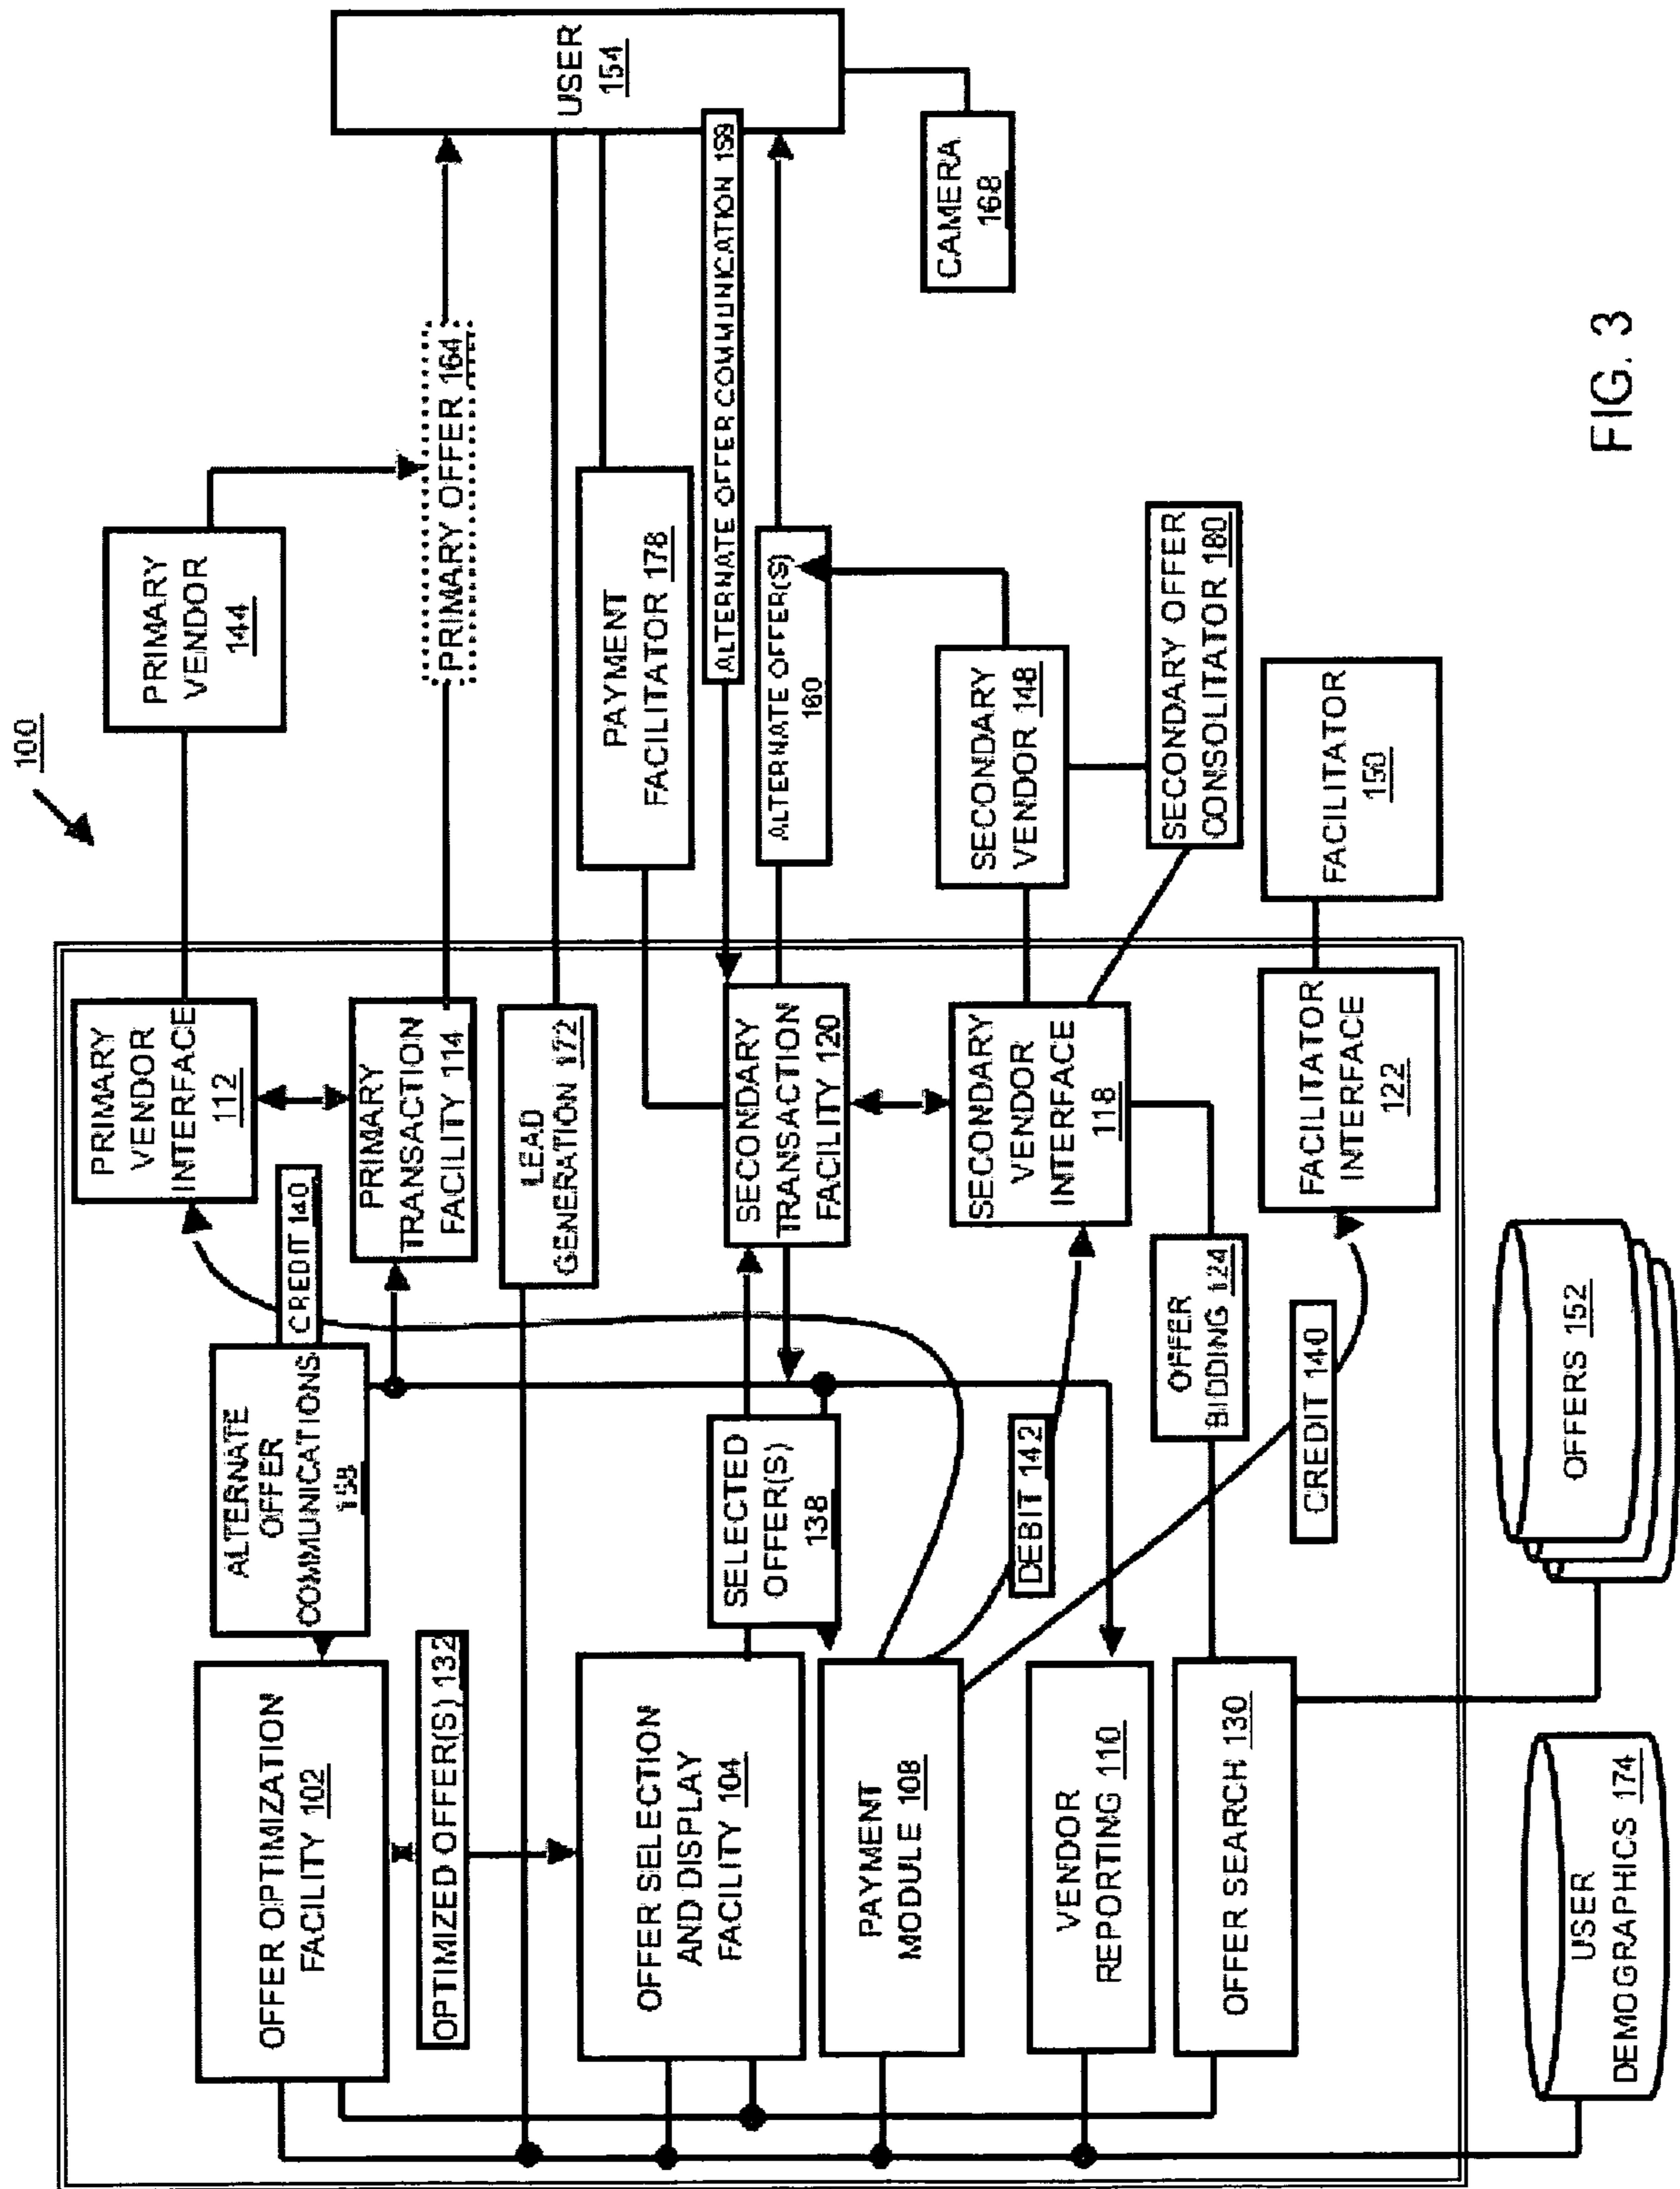 100
PRIMARY
VENDOR
INTERFACE
112
PRIMARY
VENDOR
144
ALTERNATE
OFFER
COMMUNICATIONS
158
CREDIT 140
PRIMARY
TRANSACTION
FACILITY 114
PRIMARY OFFER 164
USER
154
OFFER OPTIMIZATION
FACILITY 102
OPTIMIZED OFFER(S) 132
LEAD
GENERATION 172
PAYMENT
FACILITATOR 178
ALTERNATE OFFER COMMUNICATION 158
OFFER SELECTION
AND DISPLAY
FACILITY 104
SELECTED
OFFER(S)
138
SECONDARY
TRANSACTION
FACILITY 120
ALTERNATE OFFER(S)
160
CAMERA
168
PAYMENT
MODULE 108
DEBIT 142
SECONDARY
VENDOR
INTERFACE
118
SECONDARY
VENDOR 148
VENDOR
REPORTING 110
OFFER
BIDDING 124
SECONDARY OFFER
CONSOLITATOR 180
OFFER SEARCH 130
CREDIT 140
FACILITATOR
INTERFACE
122
FACILITATOR
150
USER
DEMOGRAPHICS 174
OFFERS 152
FIG. 3